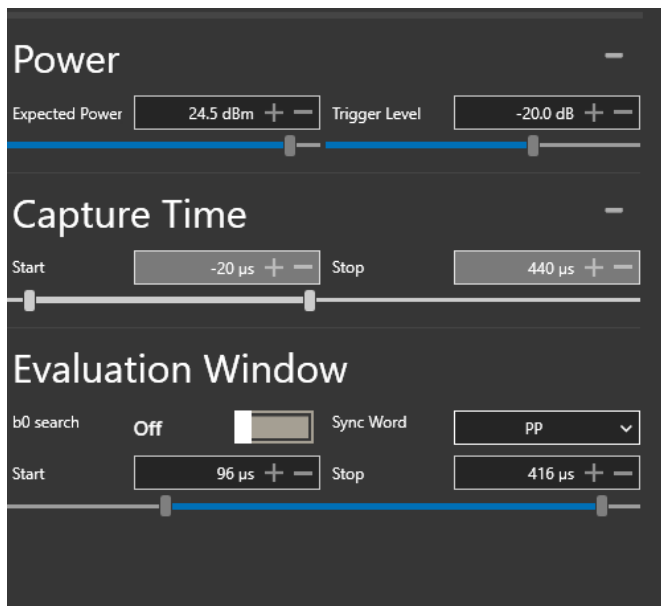 Power
Expected Power 24.5 dBm Trigger Level -20.0 dB
Capture Time
Start -20 µs Stop 440 µs
Evaluation Window
b0 search Off Sync Word PP
Start 96 µs Stop 416 µs